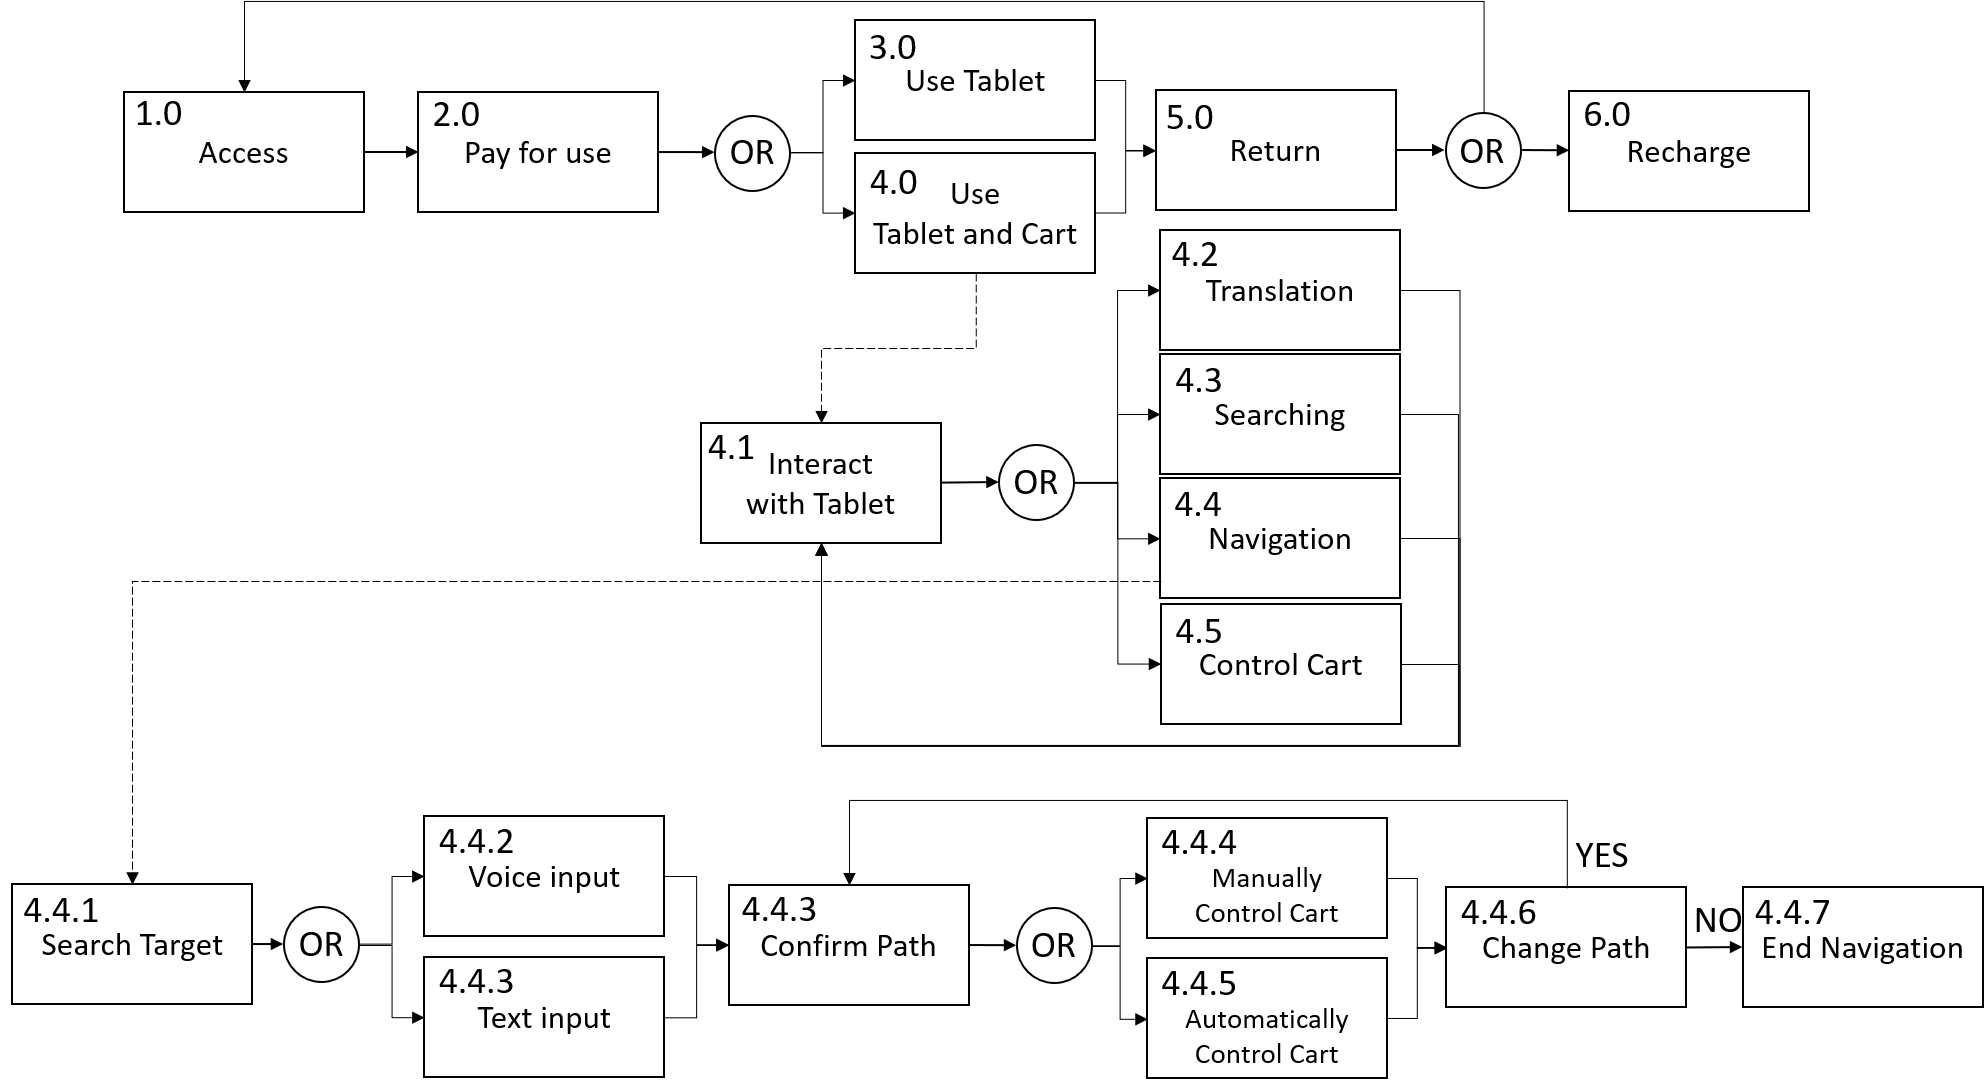 1.0
Access
2.0
Pay for use
OR
3.0
Use Tablet
4.0 Use
Tablet and Cart
5.0
Return
OR
6.0
Recharge
4.1 Interact
with Tablet
OR
4.2
Translation
4.3
Searching
4.4
Navigation
4.5
Control Cart
4.4.1
Search Target
OR
4.4.2
Voice input
4.4.3
Text input
4.4.3
Confirm Path
OR
4.4.4
Manually
Control Cart
4.4.5
Automatically
Control Cart
4.4.6
Change Path
YES
NO
4.4.7
End Navigation